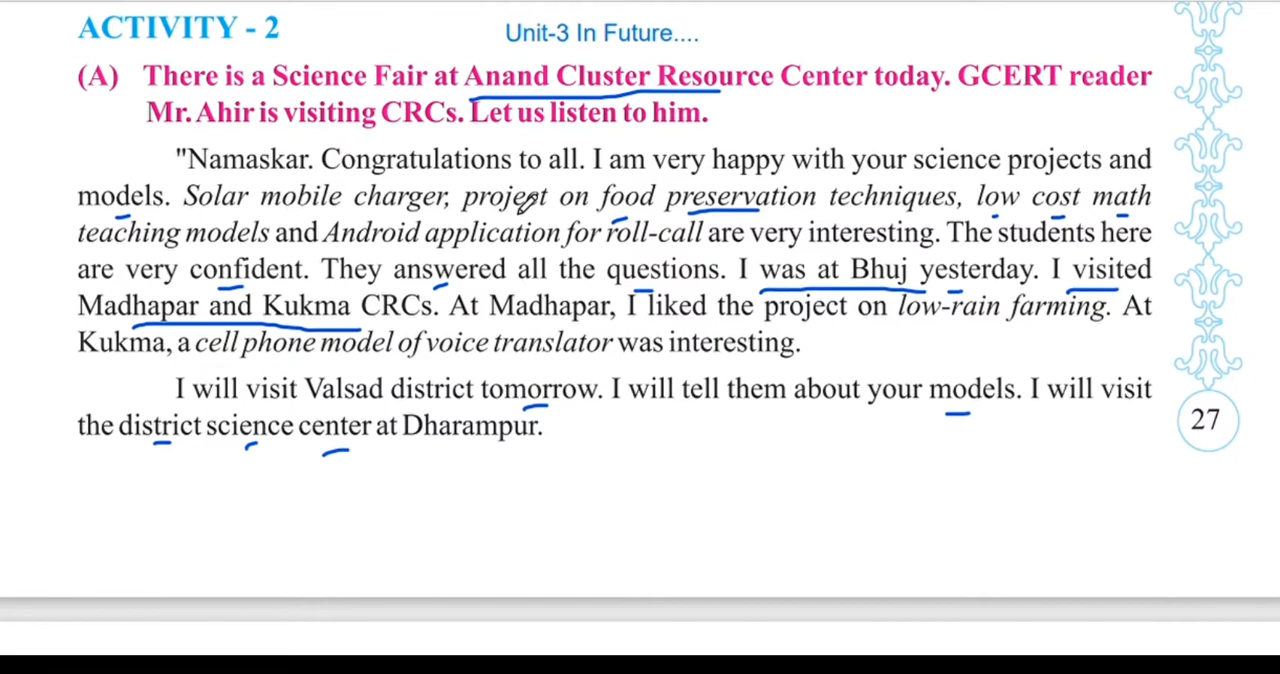 ACTIVITY - 2
Unit-3 In Future....
(A) There is a Science Fair at Anand Cluster Resource Center today. GCERT reader
Mr. Ahir is visiting CRCs. Let us listen to him.
"Namaskar. Congratulations to all. I am very happy with your science projects and
models. Solar mobile charger, project on food preservation techniques, low cost math
teaching models and Android application for roll-call are very interesting. The students here
are very confident. They answered all the questions. I was at Bhuj yesterday. I visited
Madhapar and Kukma CRCs. At Madhapar, I liked the project on low-rain farming. At
Kukma, a cell phone model of voice translator was interesting.
I will visit Valsad district tomorrow. I will tell them about your models. I will visit
the district science center at Dharampur.
27